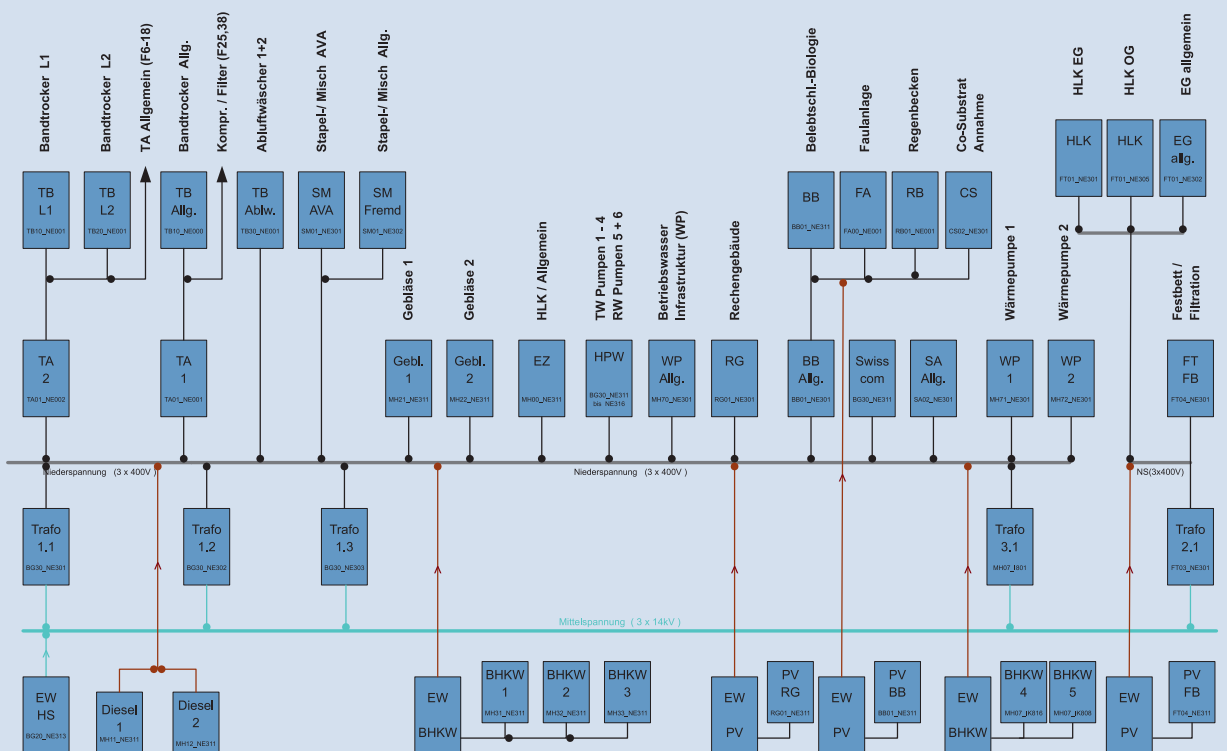 Bandtrocker L1
Bandtrocker L2
TA Allgemein (F6-18)
Bandtrocker Allg.
Kompr. / Filter (F25,38)
Abluftwäscher 1+2
Stapel-/ Misch AVA
Stapel-/ Misch Allg.
Belebtschl.-Biologie
Faulanlage
Regenbecken
Co-Substrat
Annahme
HLK EG
HLK OG
EG allgemein
HLK
FT01_NE301
HLK
FT01_NE305
EG
allg.
FT01_NE302
TB
L1
TB10_NE001
TB
L2
TB20_NE001
TB
Allg.
TB10_NE000
TB
Ablw.
TB30_NE001
SM
AVA
SM01_NE301
SM
Fremd
SM01_NE302
BB
BB01_NE311
FA
FA00_NE001
RB
RB01_NE001
CS
CS02_NE301
Gebläse 1
Gebläse 2
HLK / Allgemein
TW Pumpen 1 - 4
RW Pumpen 5 + 6
Betriebswasser
Infrastruktur (WP)
Rechengebäude
Wärmepumpe 1
Wärmepumpe 2
Festbett /
Filtration
TA
2
TA01_NE002
TA
1
TA01_NE001
Gebl.
1
MH21_NE311
Gebl.
2
MH22_NE311
EZ
MH00_NE311
HPW
BG30_NE311
bis NE316
WP
Allg.
MH70_NE301
RG
RG01_NE301
BB
Allg.
BB01_NE301
Swiss
com
BG30_NE311
SA
Allg.
SA02_NE301
WP
1
MH71_NE301
WP
2
MH72_NE301
FT
FB
FT04_NE301
Niederspannung (3 x 400V )
Niederspannung (3 x 400V )
NS(3x400V)
Trafo
1.1
BG30_NE301
Trafo
1.2
BG30_NE302
Trafo
1.3
BG30_NE303
Trafo
3.1
MH07_I801
Trafo
2.1
FT03_NE301
Mittelspannung ( 3 x 14kV )
EW
HS
BG20_NE313
Diesel
1
MH11_NE311
Diesel
2
MH12_NE311
EW
BHKW
BHKW
1
MH31_NE311
BHKW
2
MH32_NE311
BHKW
3
MH33_NE311
EW
PV
PV
RG
RG01_NE311
EW
PV
PV
BB
BB01_NE311
EW
BHKW
BHKW
4
MH07_IK816
BHKW
5
MH07_IK808
EW
PV
PV
FB
FT04_NE311